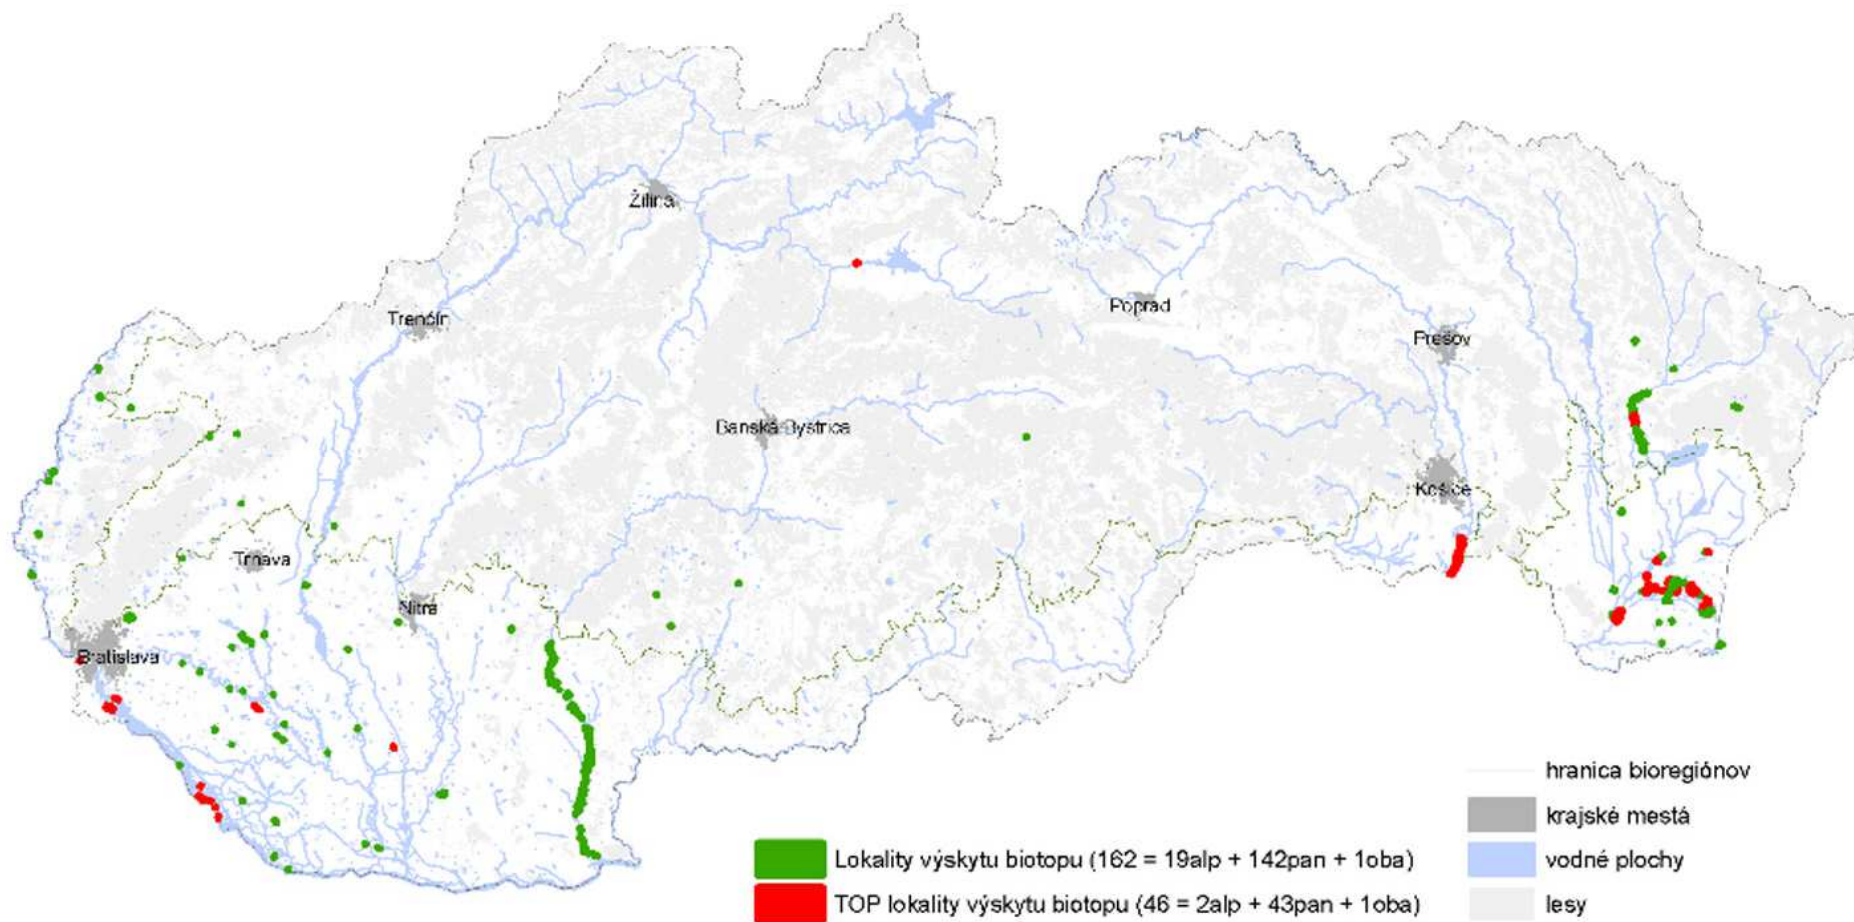 Žilina
Trenčín
Poprad
Prešov
Banská Bystrica
Košice
Trnava
Nitra
Bratislava
hranica bioregiónov
krajské mestá
Lokality výskytu biotopu (162 = 19alp + 142pan + 1oba)
vodné plochy
TOP lokality výskytu biotopu (46 = 2alp + 43pan + 1oba)
lesy